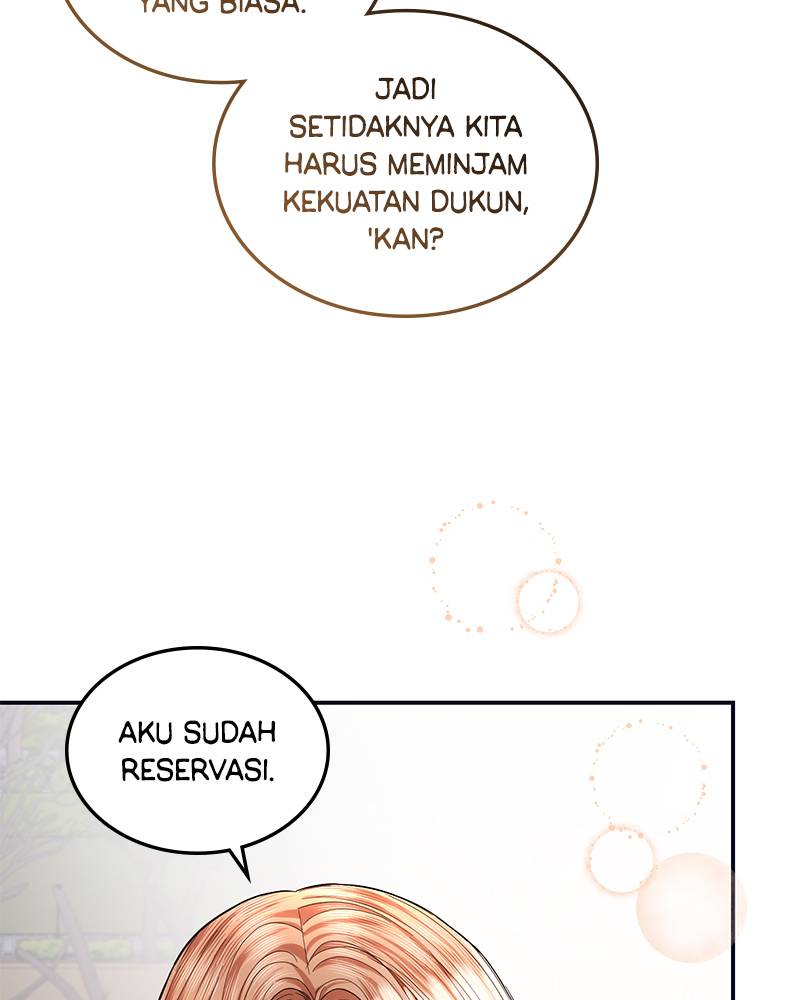 YANG BIASA.
JADI
SETIDAKNYA KITA
HARUS MEMINJAM
KEKUATAN DUKUN,
'KAN?
AKU SUDAH
RESERVASI.